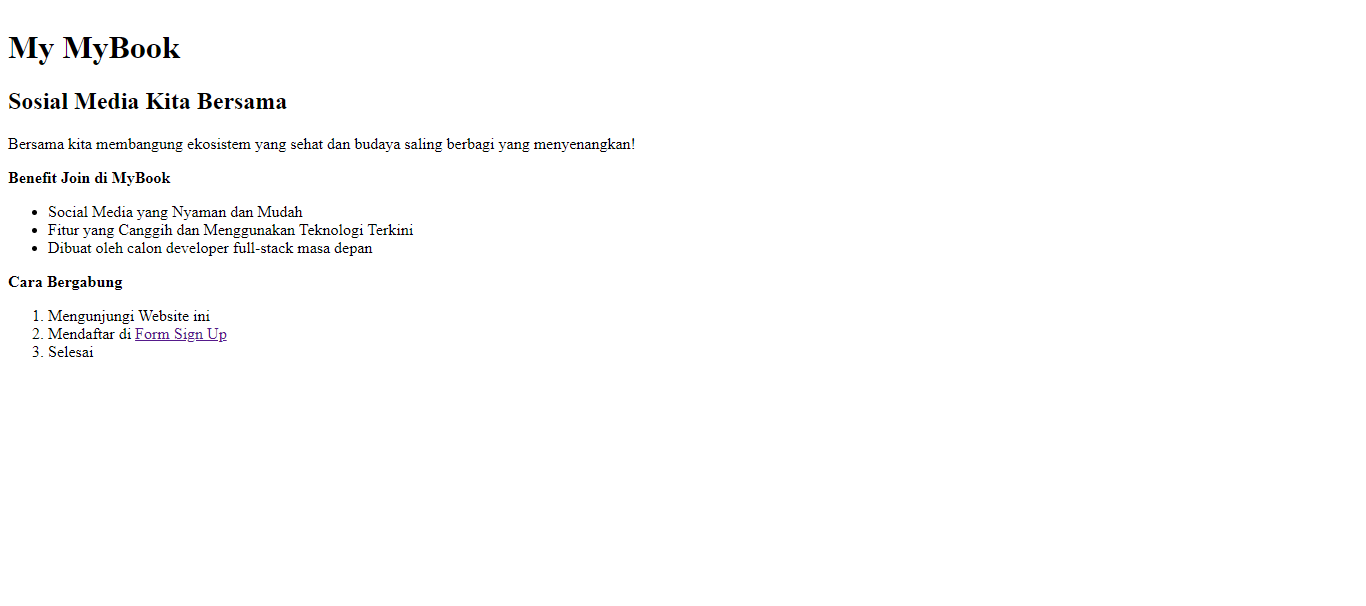 My MyBook
Sosial Media Kita Bersama
Bersama kita membangung ekosistem yang sehat dan budaya saling berbagi yang menyenangkan!
Benefit Join di MyBook
• Social Media yang Nyaman dan Mudah
• Fitur yang Canggih dan Menggunakan Teknologi Terkini
• Dibuat oleh calon developer full-stack masa depan
Cara Bergabung
1. Mengunjungi Website ini
2. Mendaftar di Form Sign Up
3. Selesai